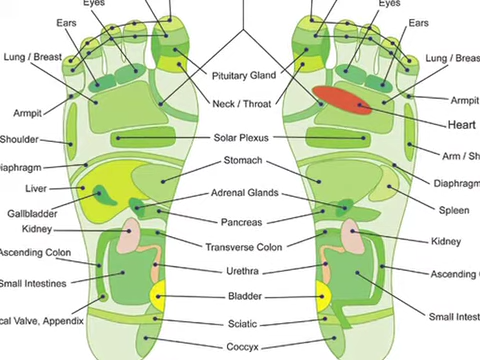 Eyes
Eyes
Ears
Ears
Lung / Breast
Lung / Breas
Pituitary Gland
Neck / Throat
Armpit
Armpit
Heart
Shoulder
Solar Plexus
Arm / Sh
Diaphragm
Stomach
Diaphragm
Liver
Adrenal Glands
Gallbladder
Spleen
Pancreas
Kidney
Kidney
Transverse Colon
Ascending Colon
Urethra
Ascending
Small Intestines
Bladder
Small Intest
cal Valve, Appendix
Sciatic
Coccyx